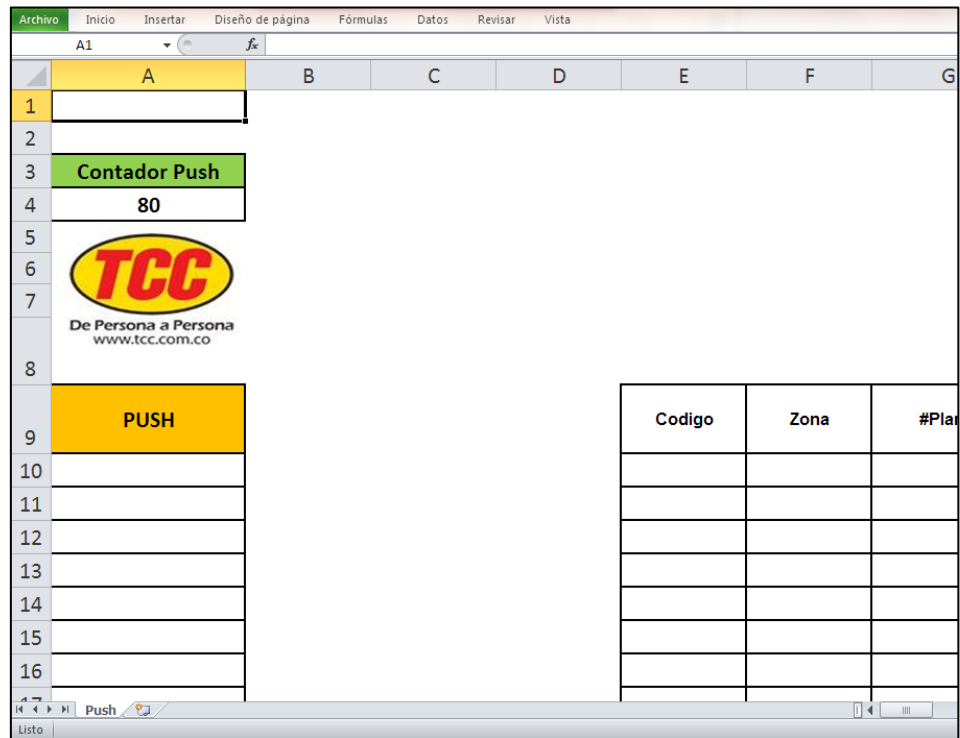 Archivo Inicio Insertar Diseño de página Fórmulas Datos Revisar Vista
A1 fx
A B C D E F G
1
2
3 Contador Push
4 80
5
6 TCC
7
De Persona a Persona
www.tcc.com.co
8
9 PUSH Codigo Zona
10
11
12
13
14
15
16
Push
Listo